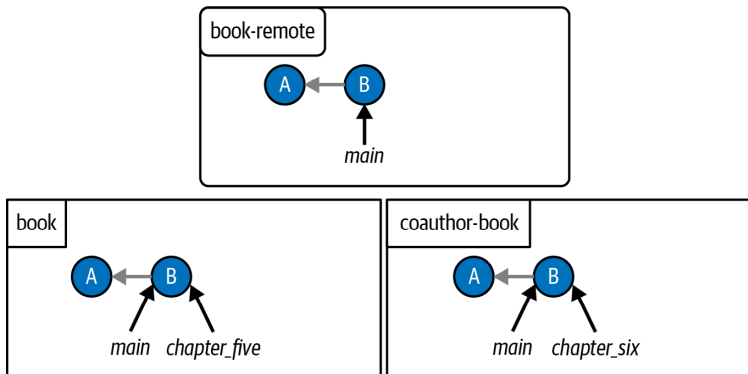 book-remote
A B
main
book
A B
main chapter_five
coauthor-book
A B
main chapter_six